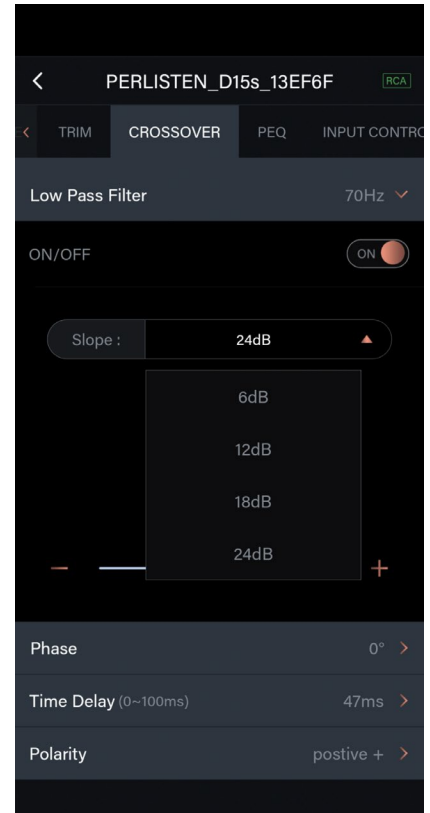 PERLISTEN_D15s_13EF6F RCA
TRIM CROSSOVER PEQ INPUT CONTRO
Low Pass Filter 70Hz
ON/OFF ON
Slope : 24dB
6dB
12dB
18dB
24dB
− +
Phase 0°
Time Delay (0~100ms) 47ms
Polarity postive +